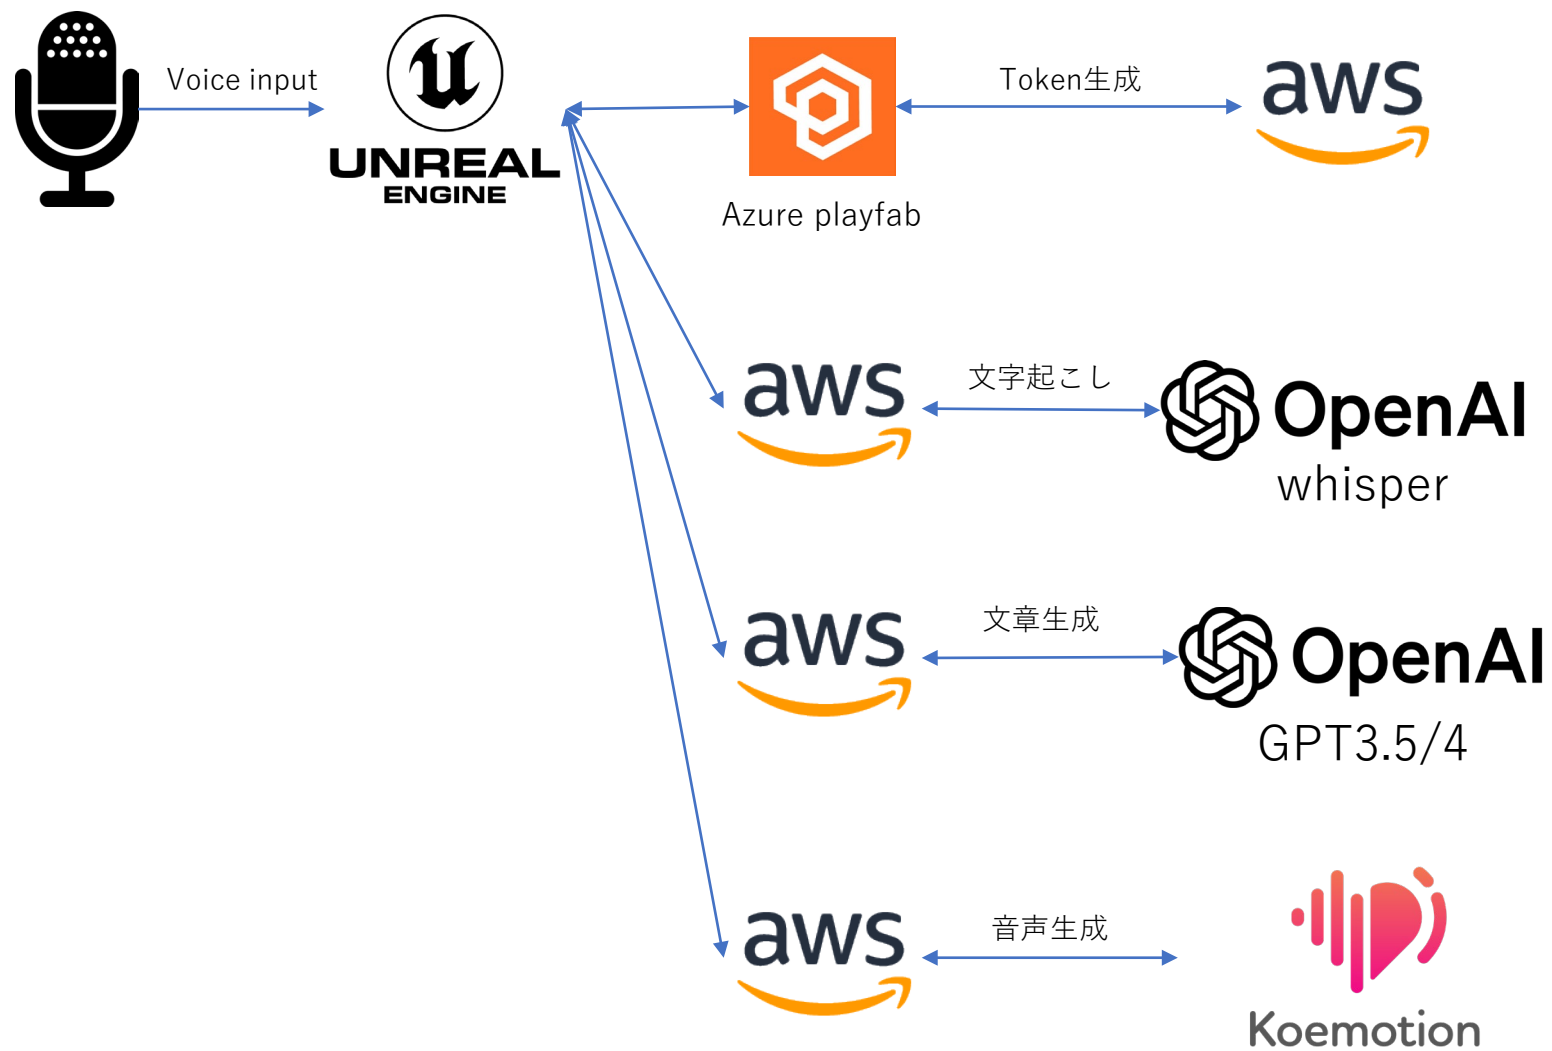 Voice input
UNREAL
ENGINE
Token生成
aws
Azure playfab
aws
文字起こし
OpenAI
whisper
aws
文章生成
OpenAI
GPT3.5/4
aws
音声生成
Koemotion